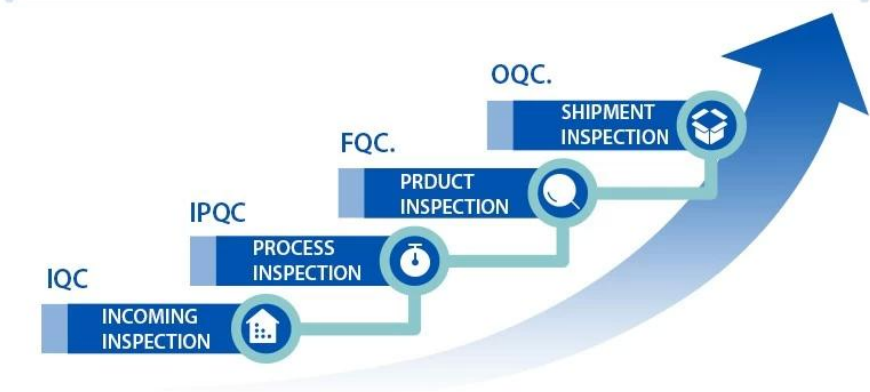 OQC.
SHIPMENT
INSPECTION
FQC.
PRDUCT
INSPECTION
IPQC
PROCESS
INSPECTION
IQC
INCOMING
INSPECTION